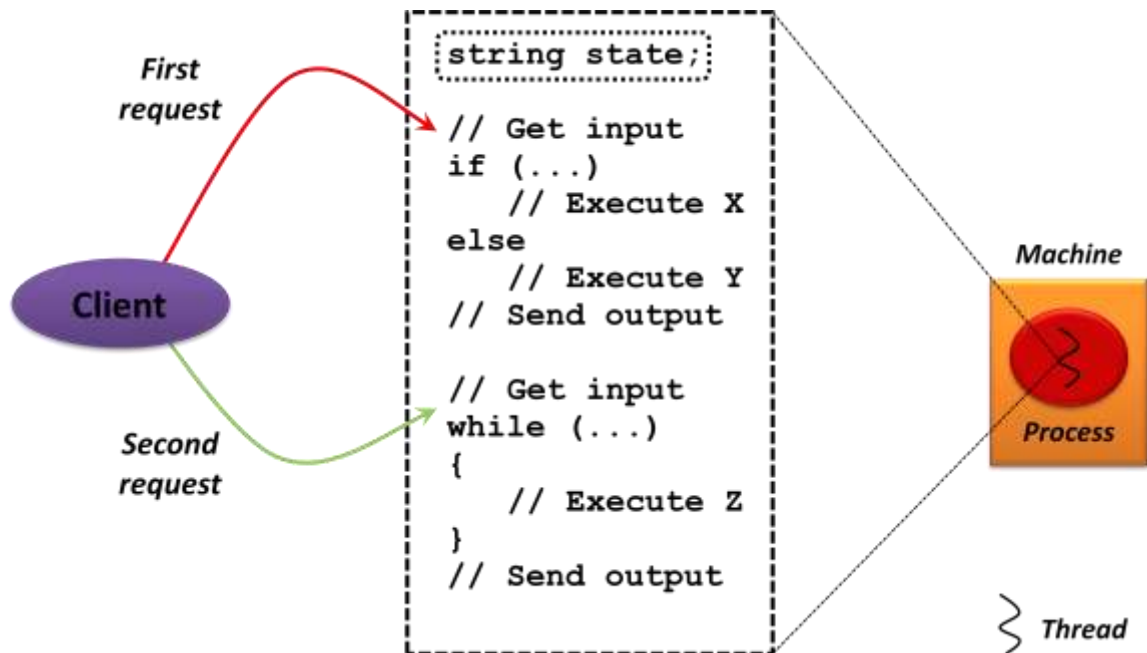 First
request
Client
Second
request
string state;
// Get input
if (...)
// Execute X
else
// Execute Y
// Send output
// Get input
while (...)
{
// Execute Z
}
// Send output
Machine
Process
Thread